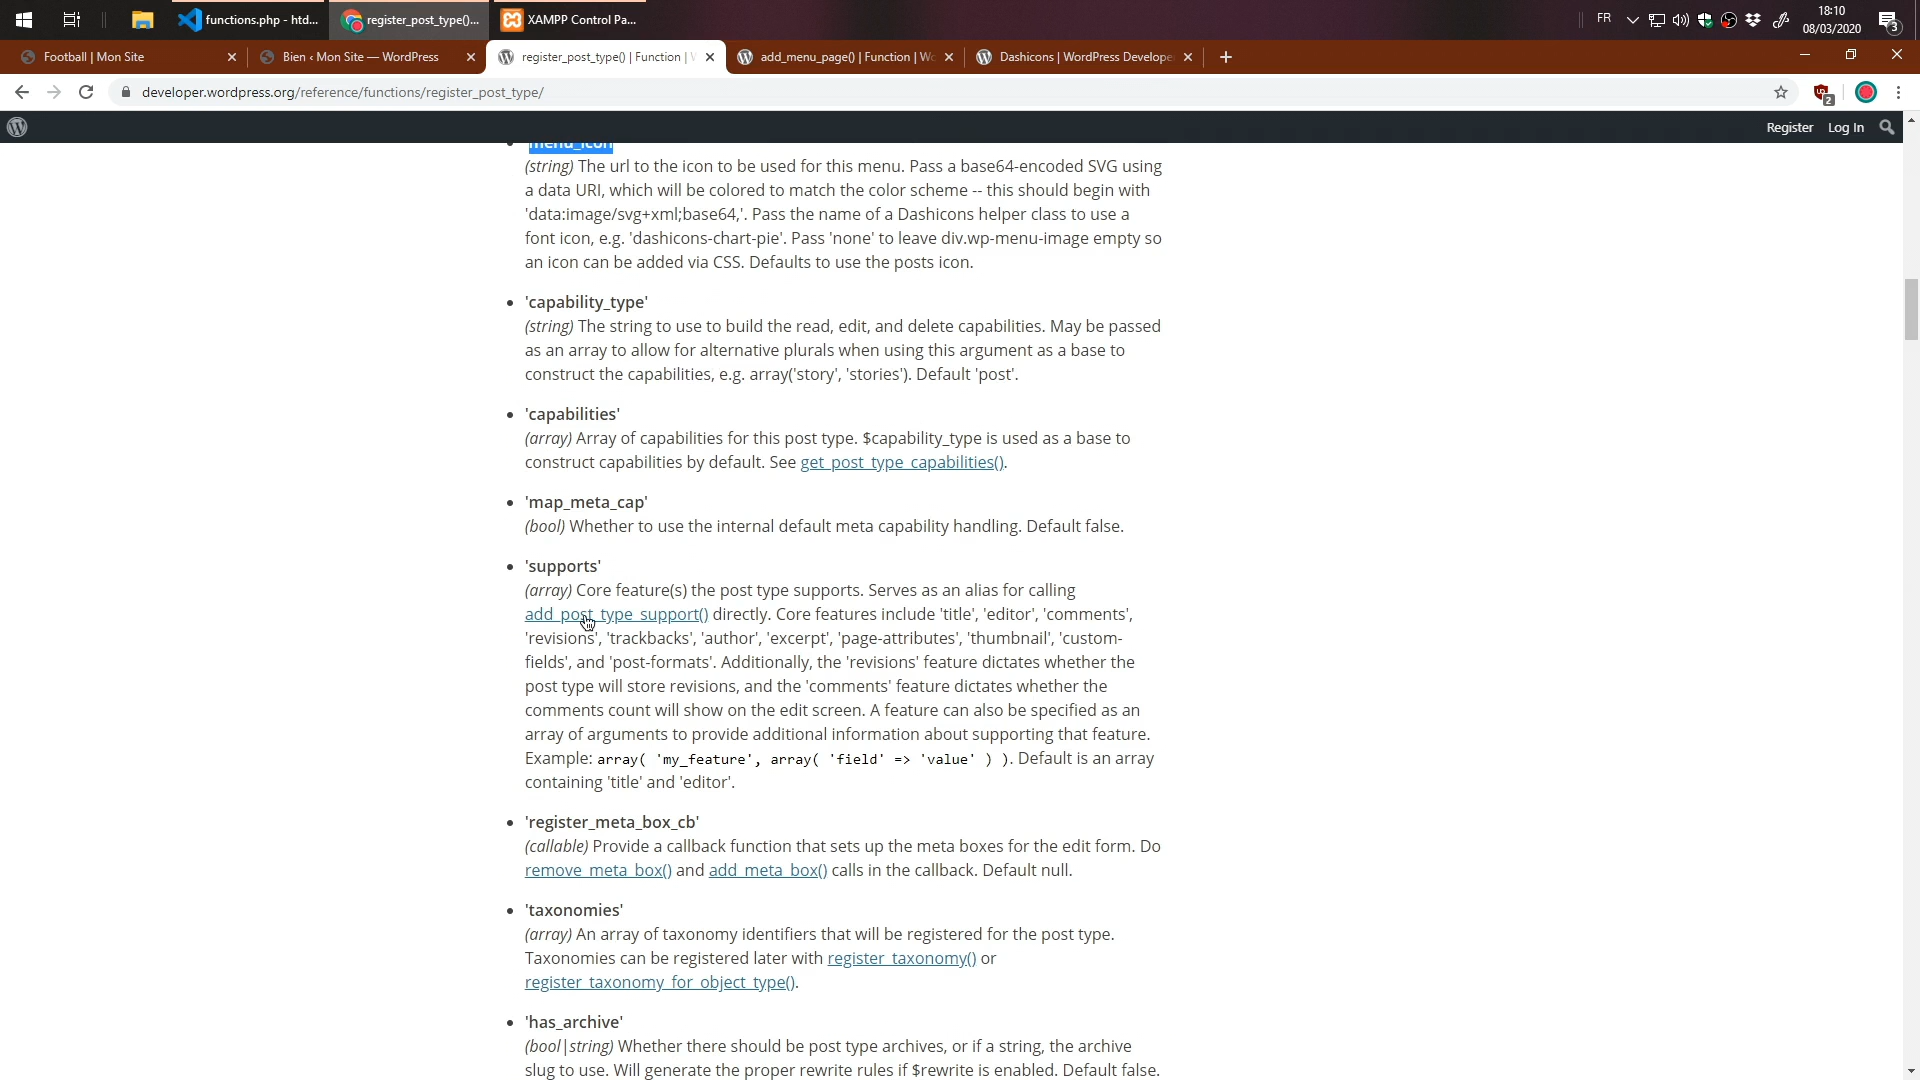 functions.php - htd...
register_post_type()...
XAMPP Control Pa...
FR
18:10
08/03/2020
3
Football | Mon Site
Bien ‹ Mon Site — WordPress
register_post_type() | Function | W
add_menu_page() | Function | Wo
Dashicons | WordPress Develope
developer.wordpress.org/reference/functions/register_post_type/
2
Register
Log In
menu_icon
(string) The url to the icon to be used for this menu. Pass a base64-encoded SVG using
a data URI, which will be colored to match the color scheme -- this should begin with
'data:image/svg+xml;base64,'. Pass the name of a Dashicons helper class to use a
font icon, e.g. 'dashicons-chart-pie'. Pass 'none' to leave div.wp-menu-image empty so
an icon can be added via CSS. Defaults to use the posts icon.
• 'capability_type'
(string) The string to use to build the read, edit, and delete capabilities. May be passed
as an array to allow for alternative plurals when using this argument as a base to
construct the capabilities, e.g. array('story', 'stories'). Default 'post'.
• 'capabilities'
(array) Array of capabilities for this post type. $capability_type is used as a base to
construct capabilities by default. See get_post_type_capabilities().
• 'map_meta_cap'
(bool) Whether to use the internal default meta capability handling. Default false.
• 'supports'
(array) Core feature(s) the post type supports. Serves as an alias for calling
add_post_type_support() directly. Core features include 'title', 'editor', 'comments',
'revisions', 'trackbacks', 'author', 'excerpt', 'page-attributes', 'thumbnail', 'custom-
fields', and 'post-formats'. Additionally, the 'revisions' feature dictates whether the
post type will store revisions, and the 'comments' feature dictates whether the
comments count will show on the edit screen. A feature can also be specified as an
array of arguments to provide additional information about supporting that feature.
Example: array( 'my_feature', array( 'field' => 'value' ) ). Default is an array
containing 'title' and 'editor'.
• 'register_meta_box_cb'
(callable) Provide a callback function that sets up the meta boxes for the edit form. Do
remove_meta_box() and add_meta_box() calls in the callback. Default null.
• 'taxonomies'
(array) An array of taxonomy identifiers that will be registered for the post type.
Taxonomies can be registered later with register_taxonomy() or
register_taxonomy_for_object_type().
• 'has_archive'
(bool|string) Whether there should be post type archives, or if a string, the archive
slug to use. Will generate the proper rewrite rules if $rewrite is enabled. Default false.